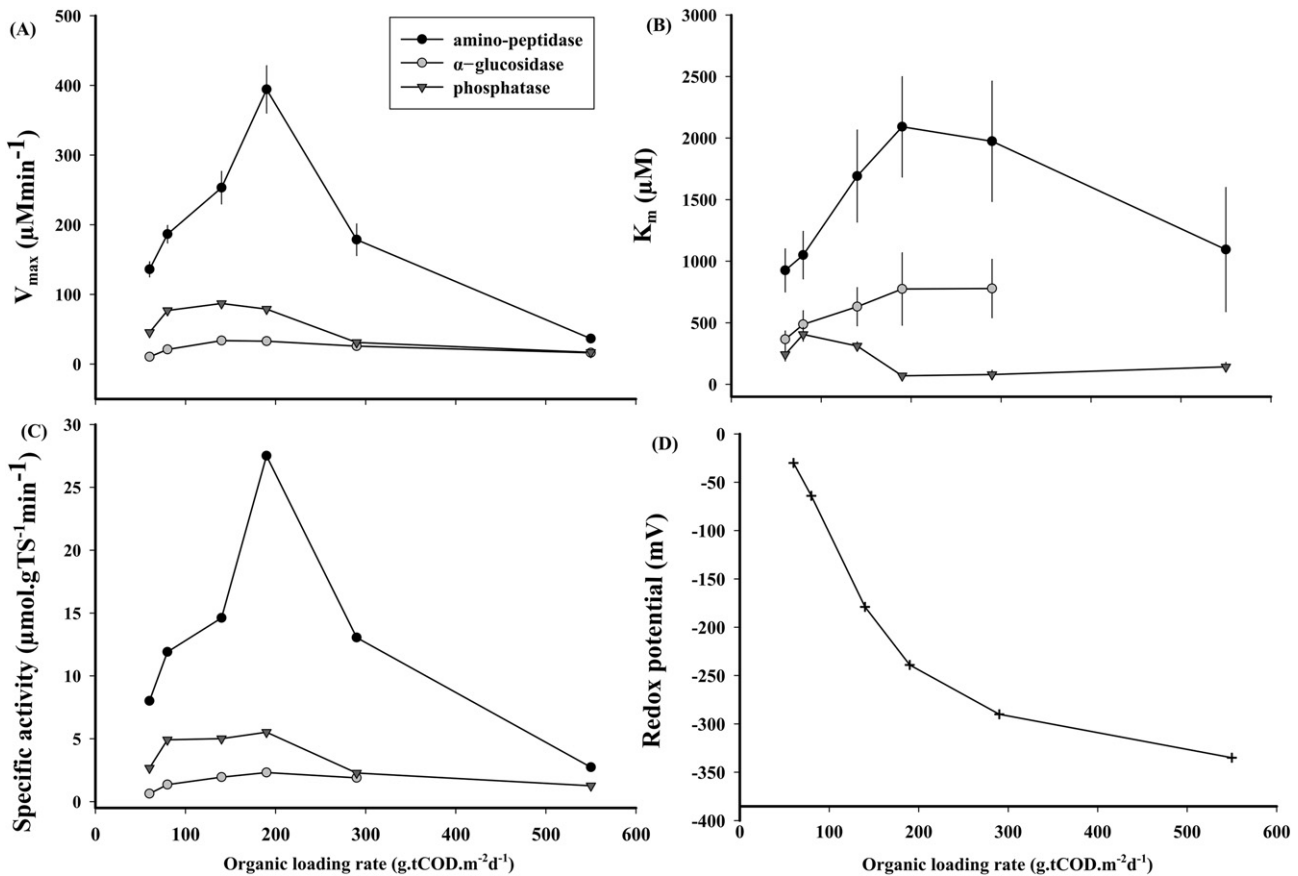 (A)
500
400
300
200
100
0
V_max (µMmin⁻¹)
amino-peptidase
α−glucosidase
phosphatase
(B)
3000
2500
2000
1500
1000
500
0
K_m (µM)
(C)
30
25
20
15
10
5
0
Specific activity (µmol.gTS⁻¹min⁻¹)
0 100 200 300 400 500 600
Organic loading rate (g.tCOD.m⁻²d⁻¹)
(D)
0
-50
-100
-150
-200
-250
-300
-350
-400
Redox potential (mV)
0 100 200 300 400 500 600
Organic loading rate (g.tCOD.m⁻²d⁻¹)